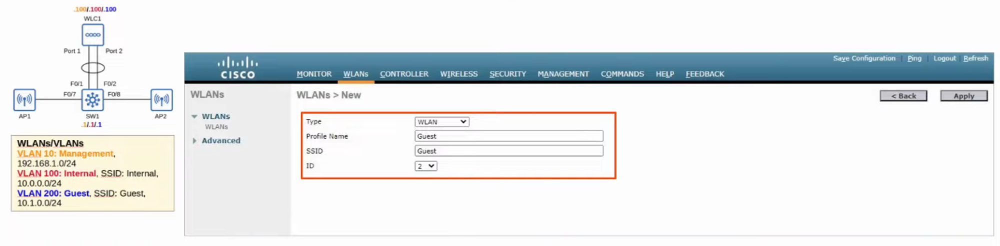 .100/.100/.100
WLC1
Port 1
Port 2
F0/1
F0/2
F0/7
F0/8
AP1
SW1
AP2
.1/.1/.1
WLANs/VLANs
VLAN 10: Management,
192.168.1.0/24
VLAN 100: Internal, SSID: Internal,
10.0.0.0/24
VLAN 200: Guest, SSID: Guest,
10.1.0.0/24
Save Configuration | Ping | Logout | Refresh
CISCO
MONITOR WLANs CONTROLLER WIRELESS SECURITY MANAGEMENT COMMANDS HELP FEEDBACK
WLANs
WLANs
WLANs
Advanced
WLANs > New
< Back
Apply
Type WLAN
Profile Name Guest
SSID Guest
ID 2